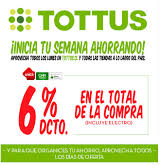 TOTTUS
¡INICIA TU SEMANA AHORRANDO!
APROVECHA TODOS LOS LUNES EN TOTTUS.CL Y TODAS LAS TIENDAS A LO LARGO DEL PAÍS.
6% DCTO.
EN EL TOTAL
DE LA COMPRA
(INCLUYE ELECTRO)
- Y PARA QUE ORGANICES TU AHORRO, APROVECHA TODOS -
LOS DÍAS DE OFERTA